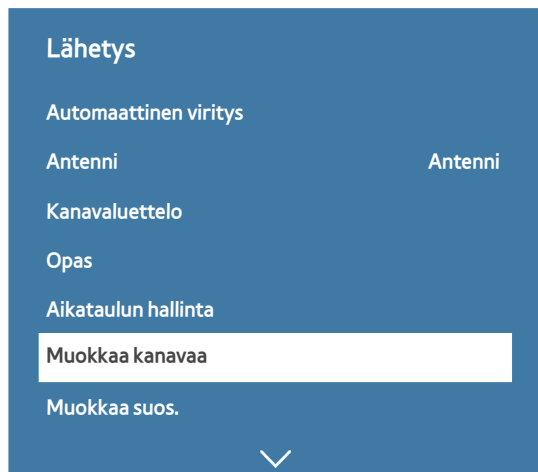 Lähetys
Automaattinen viritys
Antenni Antenni
Kanavaluettelo
Opas
Aikataulun hallinta
Muokkaa kanavaa
Muokkaa suos.